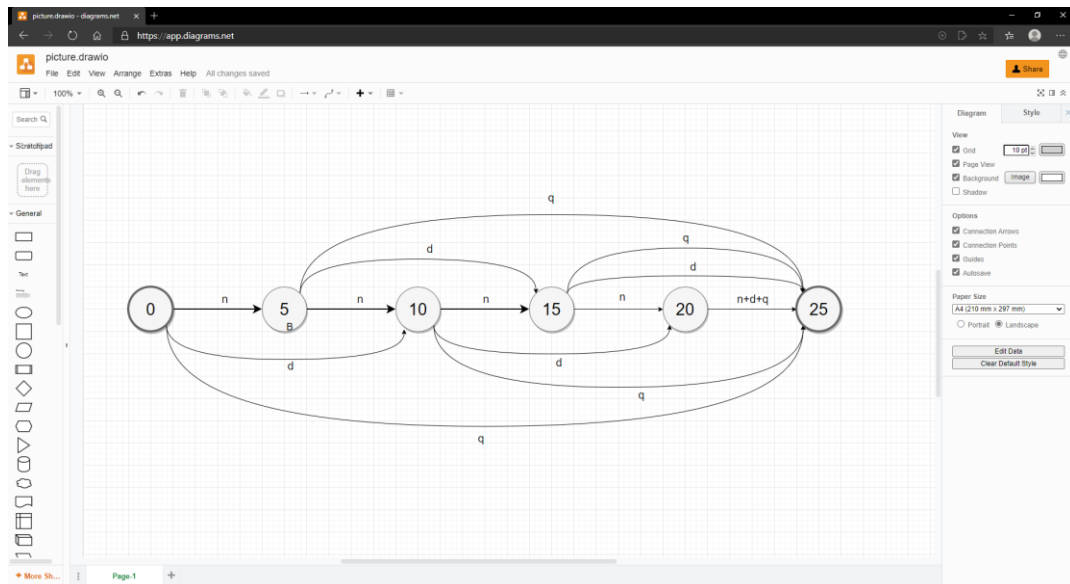 picture.drawio - diagrams.net
https://app.diagrams.net
picture.drawio
File Edit View Arrange Extras Help All changes saved
Share
100%
Search
Scratchpad
Drag
elements
here
General
Text
More Sh...
Page-1
q
d
q
d
n n n n n+d+q
0 5 10 15 20 25
B
d
d
q
q
Diagram Style
View
Grid 10 pt
Page View
Background Image
Shadow
Options
Connection Arrows
Connection Points
Guides
Autosave
Paper Size
A4 (210 mm x 297 mm)
Portrait Landscape
Edit Data
Clear Default Style